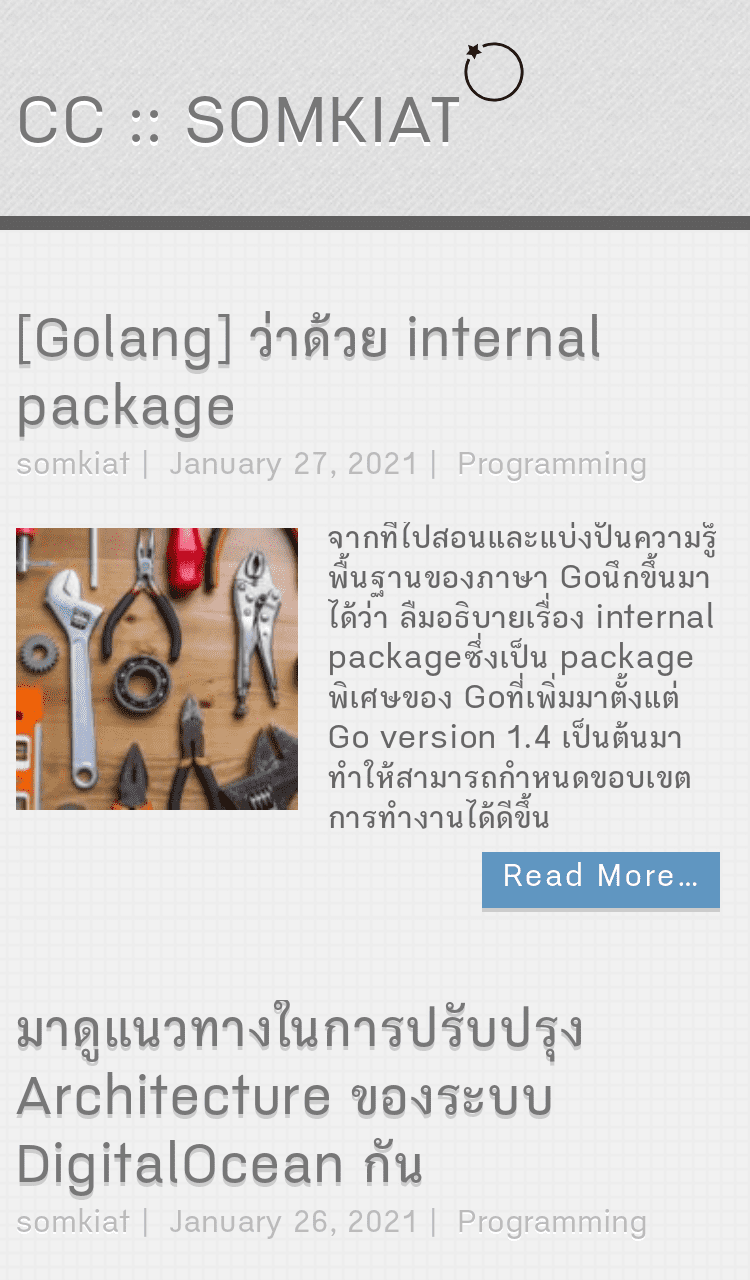 CC :: SOMKIAT
[Golang] ว่าด้วย internal
package
somkiat | January 27, 2021 | Programming
จากที่ไปสอนและแบ่งปันความรู้
พื้นฐานของภาษา Goนึกขึ้นมา
ได้ว่า ลืมอธิบายเรื่อง internal
packageซึ่งเป็น package
พิเศษของ Goที่เพิ่มมาตั้งแต่
Go version 1.4 เป็นต้นมา
ทำให้สามารถกำหนดขอบเขต
การทำงานได้ดีขึ้น
Read More…
มาดูแนวทางในการปรับปรุง
Architecture ของระบบ
DigitalOcean กัน
somkiat | January 26, 2021 | Programming